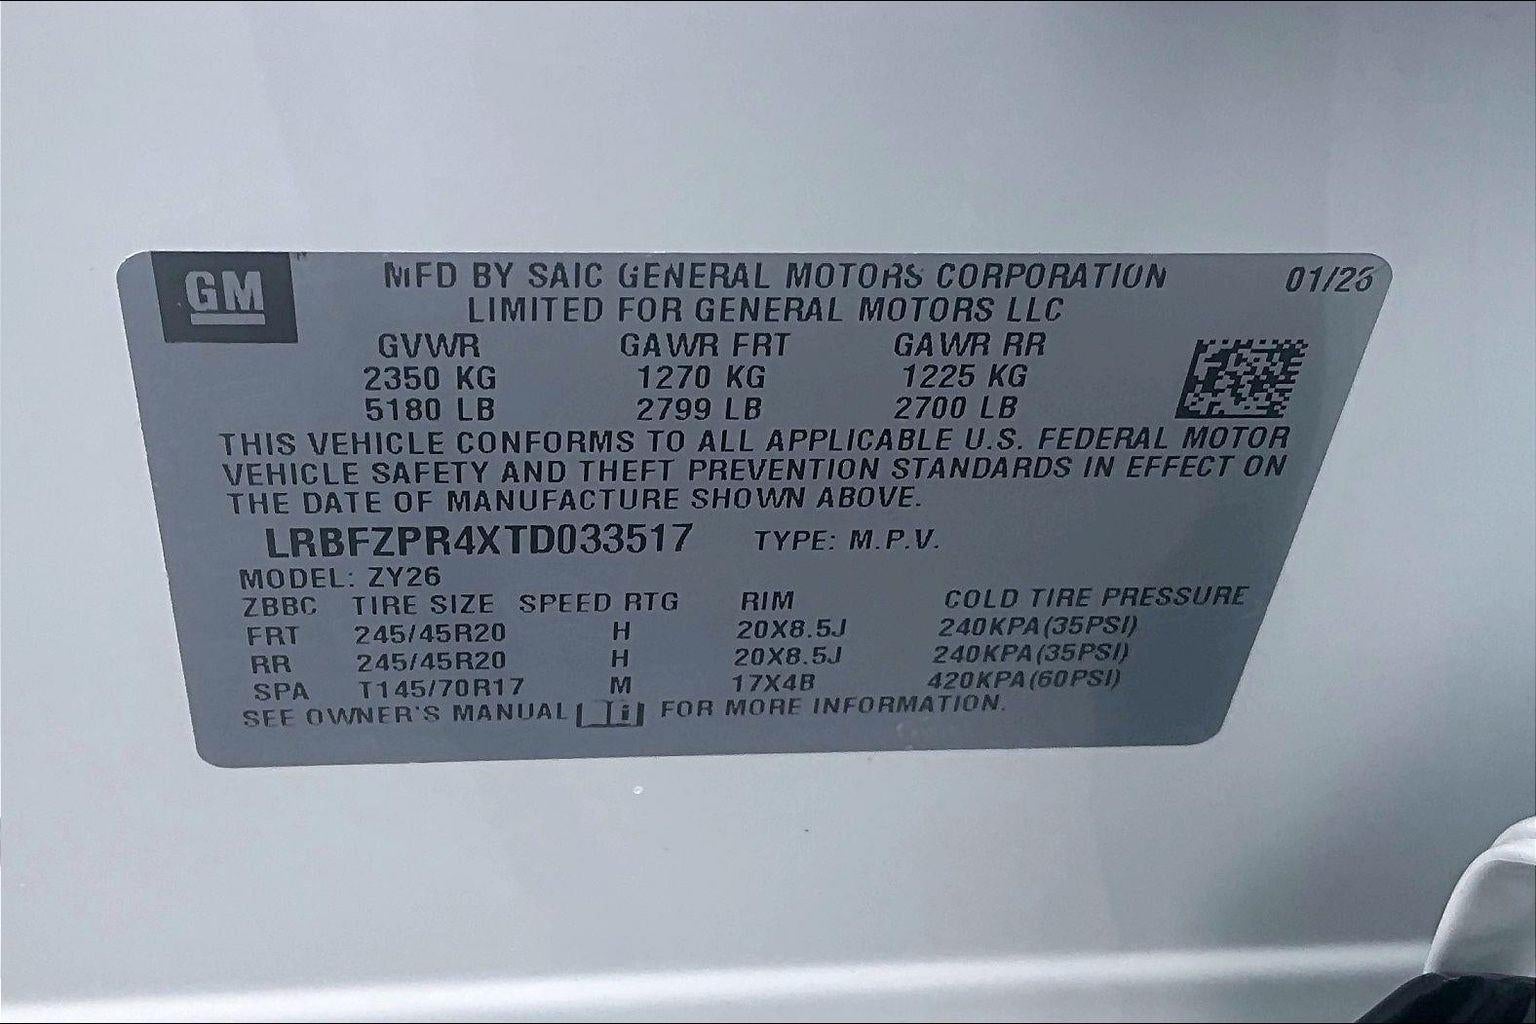 GM
MFD BY SAIC GENERAL MOTORS CORPORATION 01/26
LIMITED FOR GENERAL MOTORS LLC
GVWR GAWR FRT GAWR RR
2350 KG 1270 KG 1225 KG
5180 LB 2799 LB 2700 LB
THIS VEHICLE CONFORMS TO ALL APPLICABLE U.S. FEDERAL MOTOR
VEHICLE SAFETY AND THEFT PREVENTION STANDARDS IN EFFECT ON
THE DATE OF MANUFACTURE SHOWN ABOVE.
LRBFZPR4XTD033517 TYPE: M.P.V.
MODEL: ZY26
ZBBC TIRE SIZE SPEED RTG RIM COLD TIRE PRESSURE
FRT 245/45R20 H 20X8.5J 240KPA(35PSI)
RR 245/45R20 H 20X8.5J 240KPA(35PSI)
SPA T145/70R17 M 17X4B 420KPA(60PSI)
SEE OWNER'S MANUAL i FOR MORE INFORMATION.